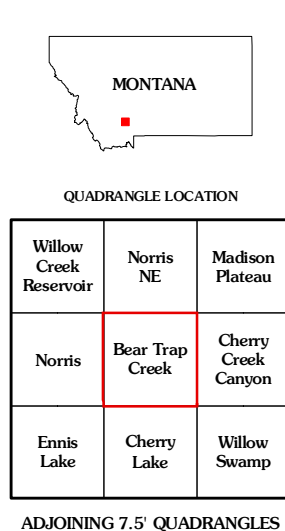 MONTANA
QUADRANGLE LOCATION
Willow
Creek
Reservoir
Norris
NE
Madison
Plateau
Norris
Bear Trap
Creek
Cherry
Creek
Canyon
Ennis
Lake
Cherry
Lake
Willow
Swamp
ADJOINING 7.5' QUADRANGLES